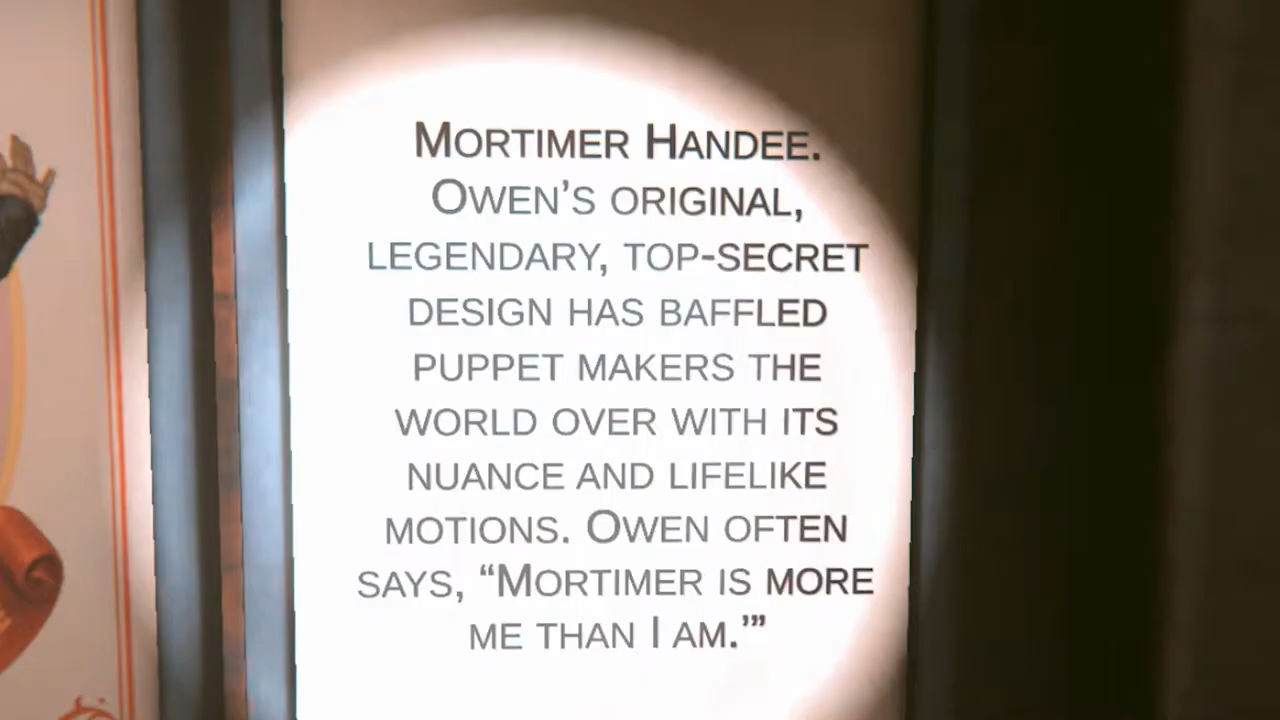 Mortimer Handee.
Owen’s original,
legendary, top-secret
design has baffled
puppet makers the
world over with its
nuance and lifelike
motions. Owen often
says, “Mortimer is more
me than I am.’”